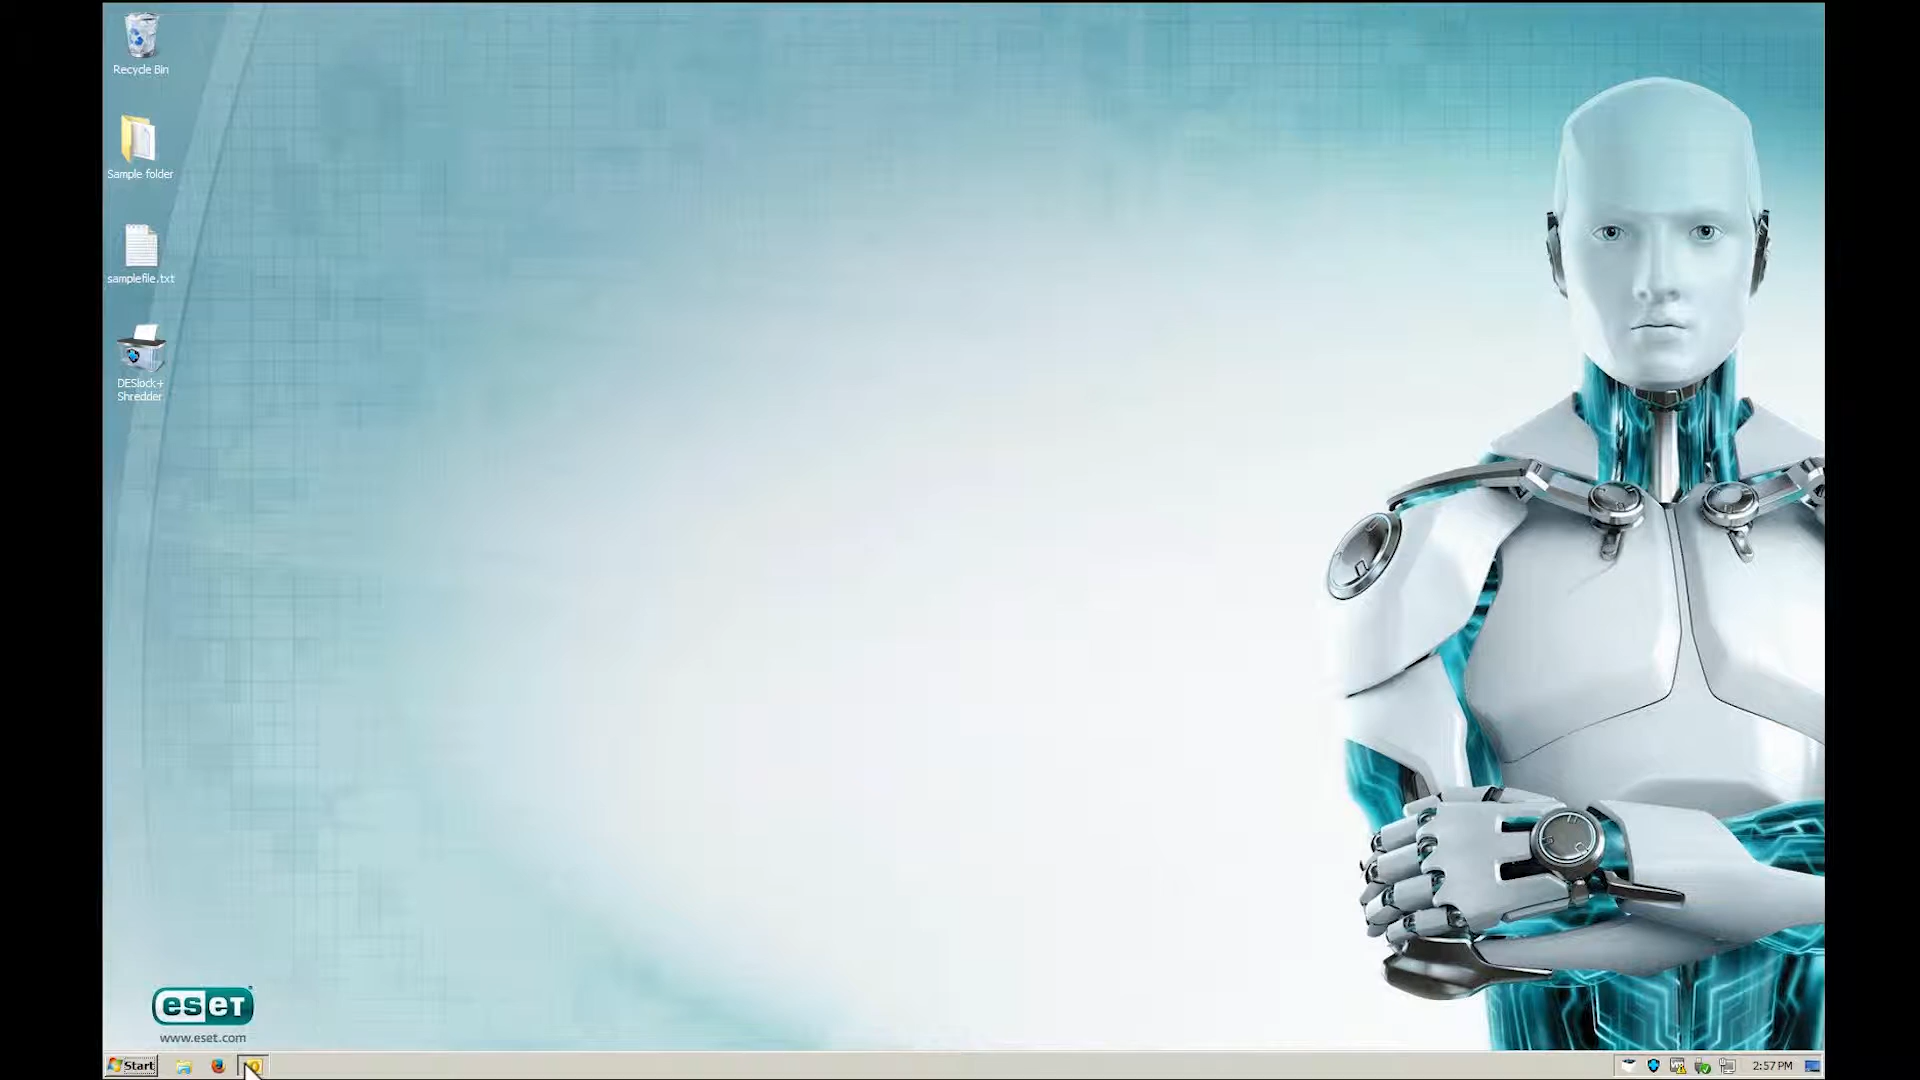 Recycle Bin
Sample folder
samplefile.txt
DESlock+
Shredder
eset
www.eset.com
Start
2:57 PM